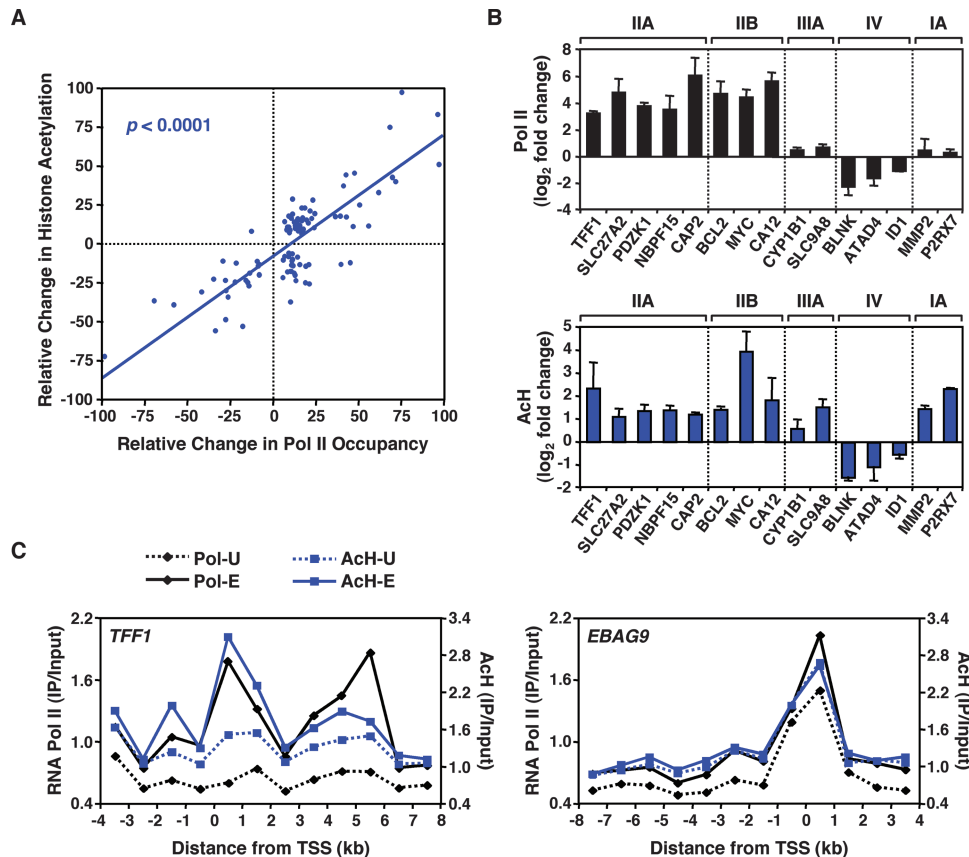 A
p < 0.0001
Relative Change in Histone Acetylation
100
75
50
25
0
-25
-50
-75
-100
-100 -75 -50 -25 0 25 50 75 100
Relative Change in Pol II Occupancy
B
IIA IIB IIIA IV IA
Pol II
(log2 fold change)
8
6
4
2
0
-2
-4
TFF1 SLC27A2 PDZK1 NBPF15 CAP2 BCL2 MYC CA12 CYP1B1 SLC9A8 BLNK ATAD4 ID1 MMP2 P2RX7
IIA IIB IIIA IV IA
AcH
(log2 fold change)
5
4
3
2
1
0
-1
-2
TFF1 SLC27A2 PDZK1 NBPF15 CAP2 BCL2 MYC CA12 CYP1B1 SLC9A8 BLNK ATAD4 ID1 MMP2 P2RX7
C
Pol-U AcH-U
Pol-E AcH-E
TFF1
RNA Pol II (IP/Input)
2.2
1.6
1.0
0.4
3.4
2.8
2.2
1.6
1.0
0.4
AcH (IP/Input)
-4 -3 -2 -1 0 1 2 3 4 5 6 7 8
Distance from TSS (kb)
EBAG9
RNA Pol II (IP/Input)
2.2
1.6
1.0
0.4
3.4
2.8
2.2
1.6
1.0
0.4
AcH (IP/Input)
-8 -7 -6 -5 -4 -3 -2 -1 0 1 2 3 4
Distance from TSS (kb)